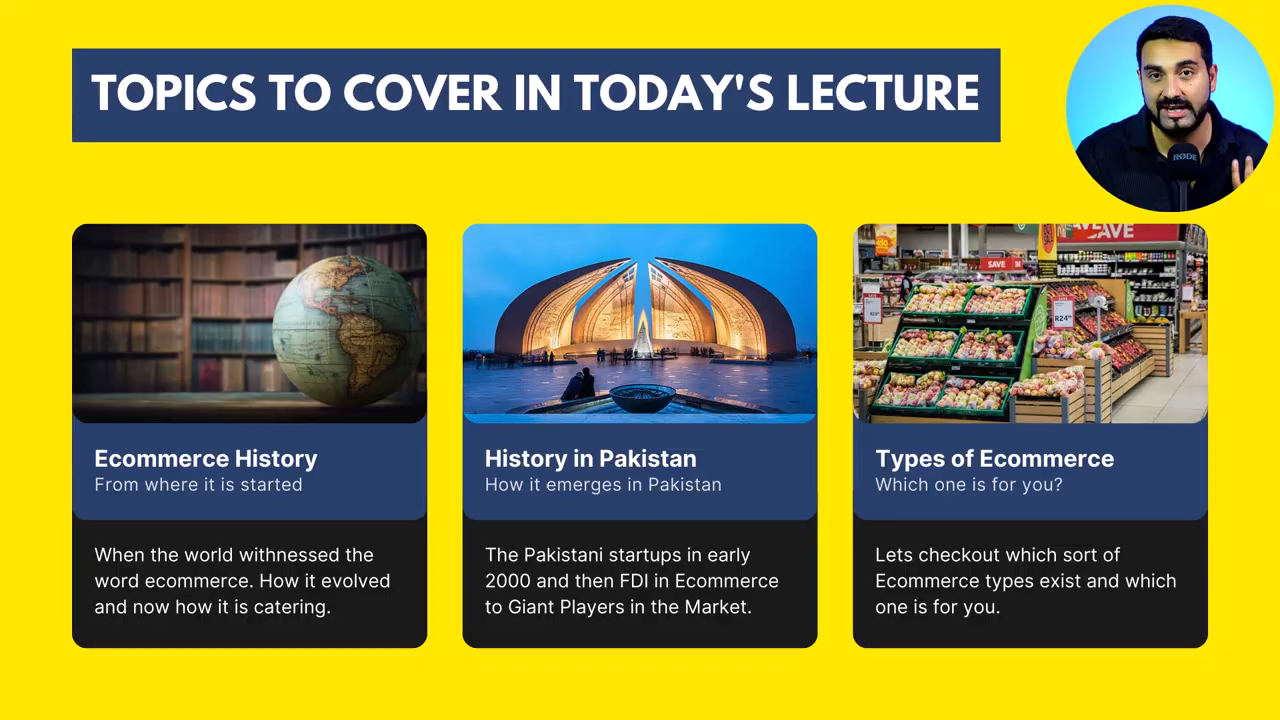 TOPICS TO COVER IN TODAY'S LECTURE
RØDE
SAVE
SAVE
R24
Ecommerce History
From where it is started
When the world withnessed the
word ecommerce. How it evolved
and now how it is catering.
History in Pakistan
How it emerges in Pakistan
The Pakistani startups in early
2000 and then FDI in Ecommerce
to Giant Players in the Market.
Types of Ecommerce
Which one is for you?
Lets checkout which sort of
Ecommerce types exist and which
one is for you.